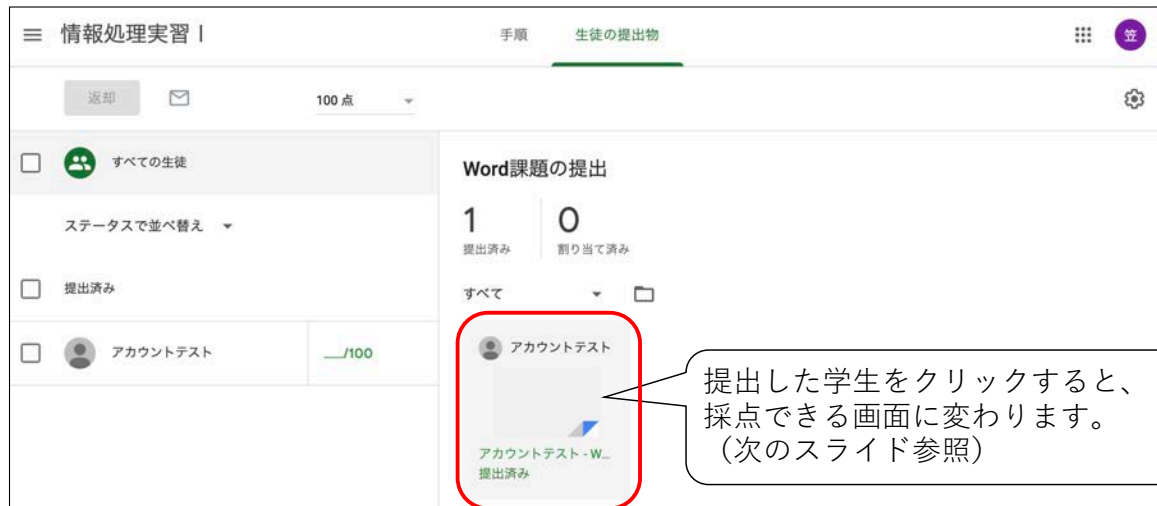 情報処理実習Ⅰ
手順 生徒の提出物
笠
返却
100 点
すべての生徒
ステータスで並べ替え
提出済み
アカウントテスト
__/100
Word課題の提出
1
提出済み
0
割り当て済み
すべて
アカウントテスト
アカウントテスト - W...
提出済み
提出した学生をクリックすると、
採点できる画面に変わります。
（次のスライド参照）